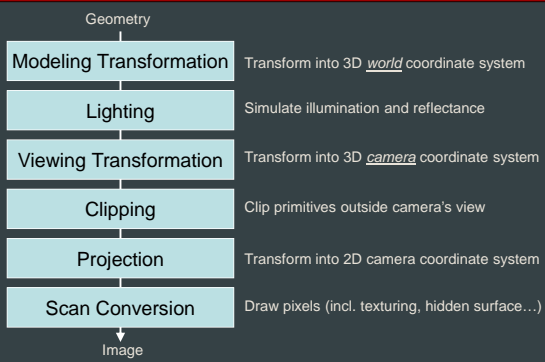 Geometry
Modeling Transformation Transform into 3D world coordinate system
Lighting Simulate illumination and reflectance
Viewing Transformation Transform into 3D camera coordinate system
Clipping Clip primitives outside camera's view
Projection Transform into 2D camera coordinate system
Scan Conversion Draw pixels (incl. texturing, hidden surface…)
Image